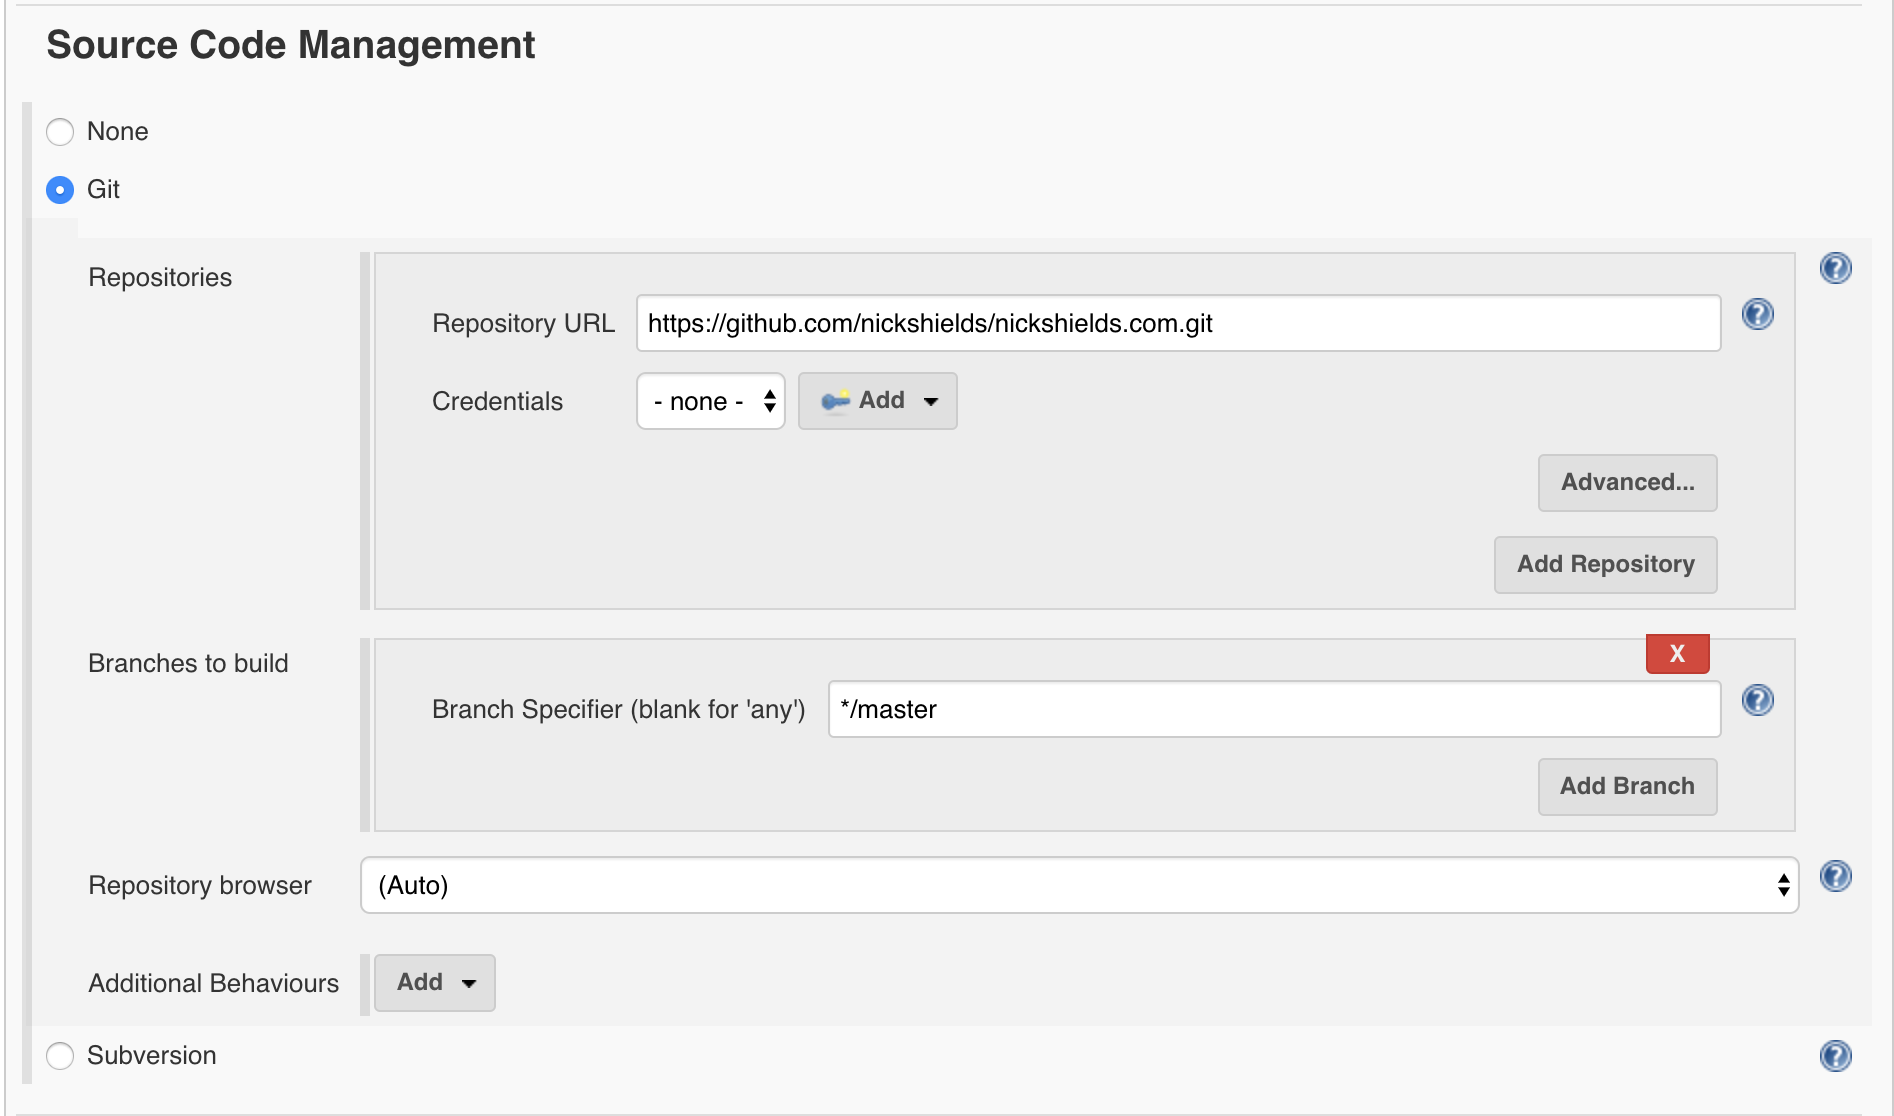 Source Code Management
None
Git
Repositories
Repository URL https://github.com/nickshields/nickshields.com.git
Credentials - none - Add
Advanced...
Add Repository
Branches to build
X
Branch Specifier (blank for 'any') */master
Add Branch
Repository browser (Auto)
Additional Behaviours Add
Subversion